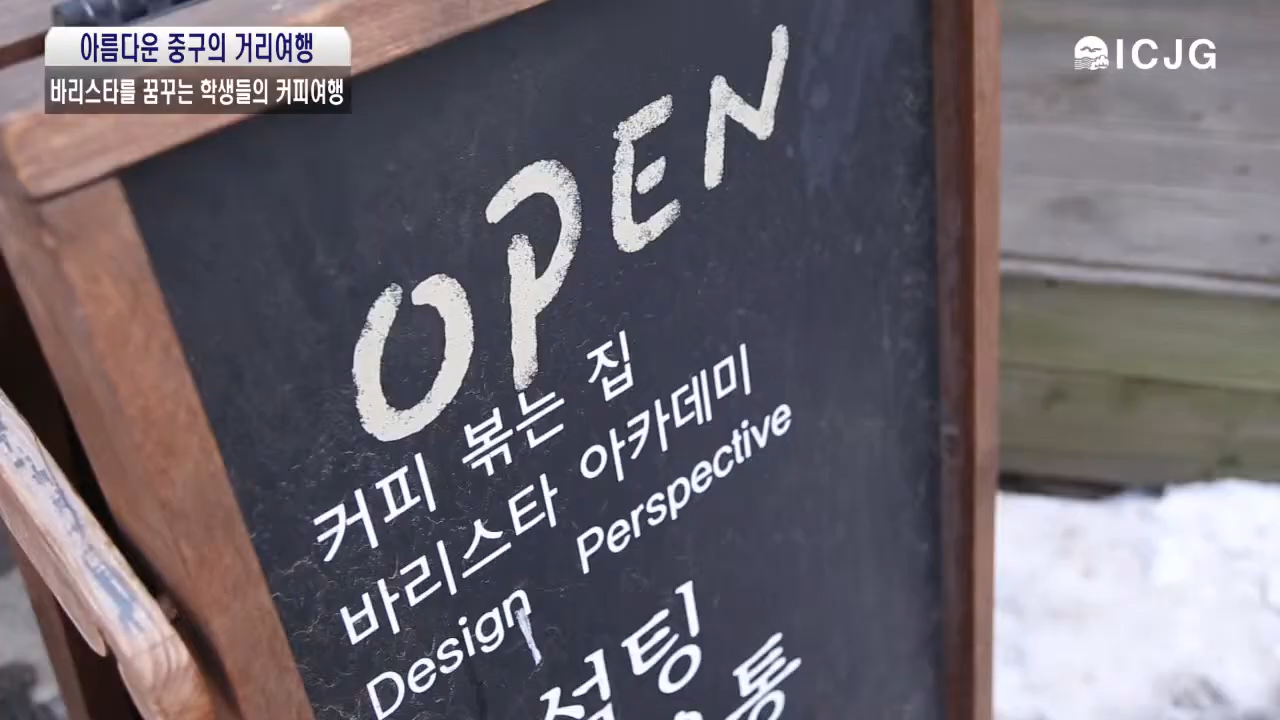 아름다운 중구의 거리여행
바리스타를 꿈꾸는 학생들의 커피여행
ICJG
OPEN
커피 볶는 집
바리스타 아카데미
Design Perspective